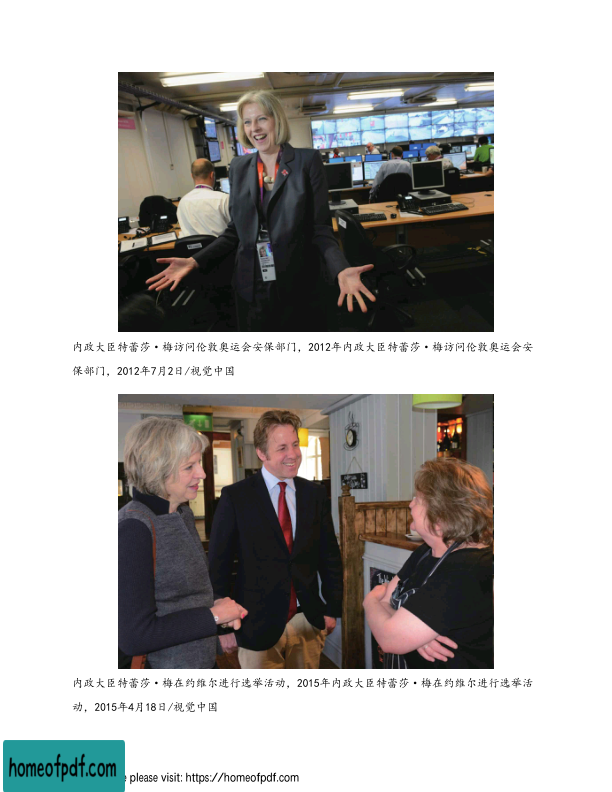 内政大臣特蕾莎·梅访问伦敦奥运会安保部门，2012年内政大臣特蕾莎·梅访问伦敦奥运会安
保部门，2012年7月2日/视觉中国
内政大臣特蕾莎·梅在约维尔进行选举活动，2015年内政大臣特蕾莎·梅在约维尔进行选举活
动，2015年4月18日/视觉中国
homeofpdf.com
please visit: https://homeofpdf.com